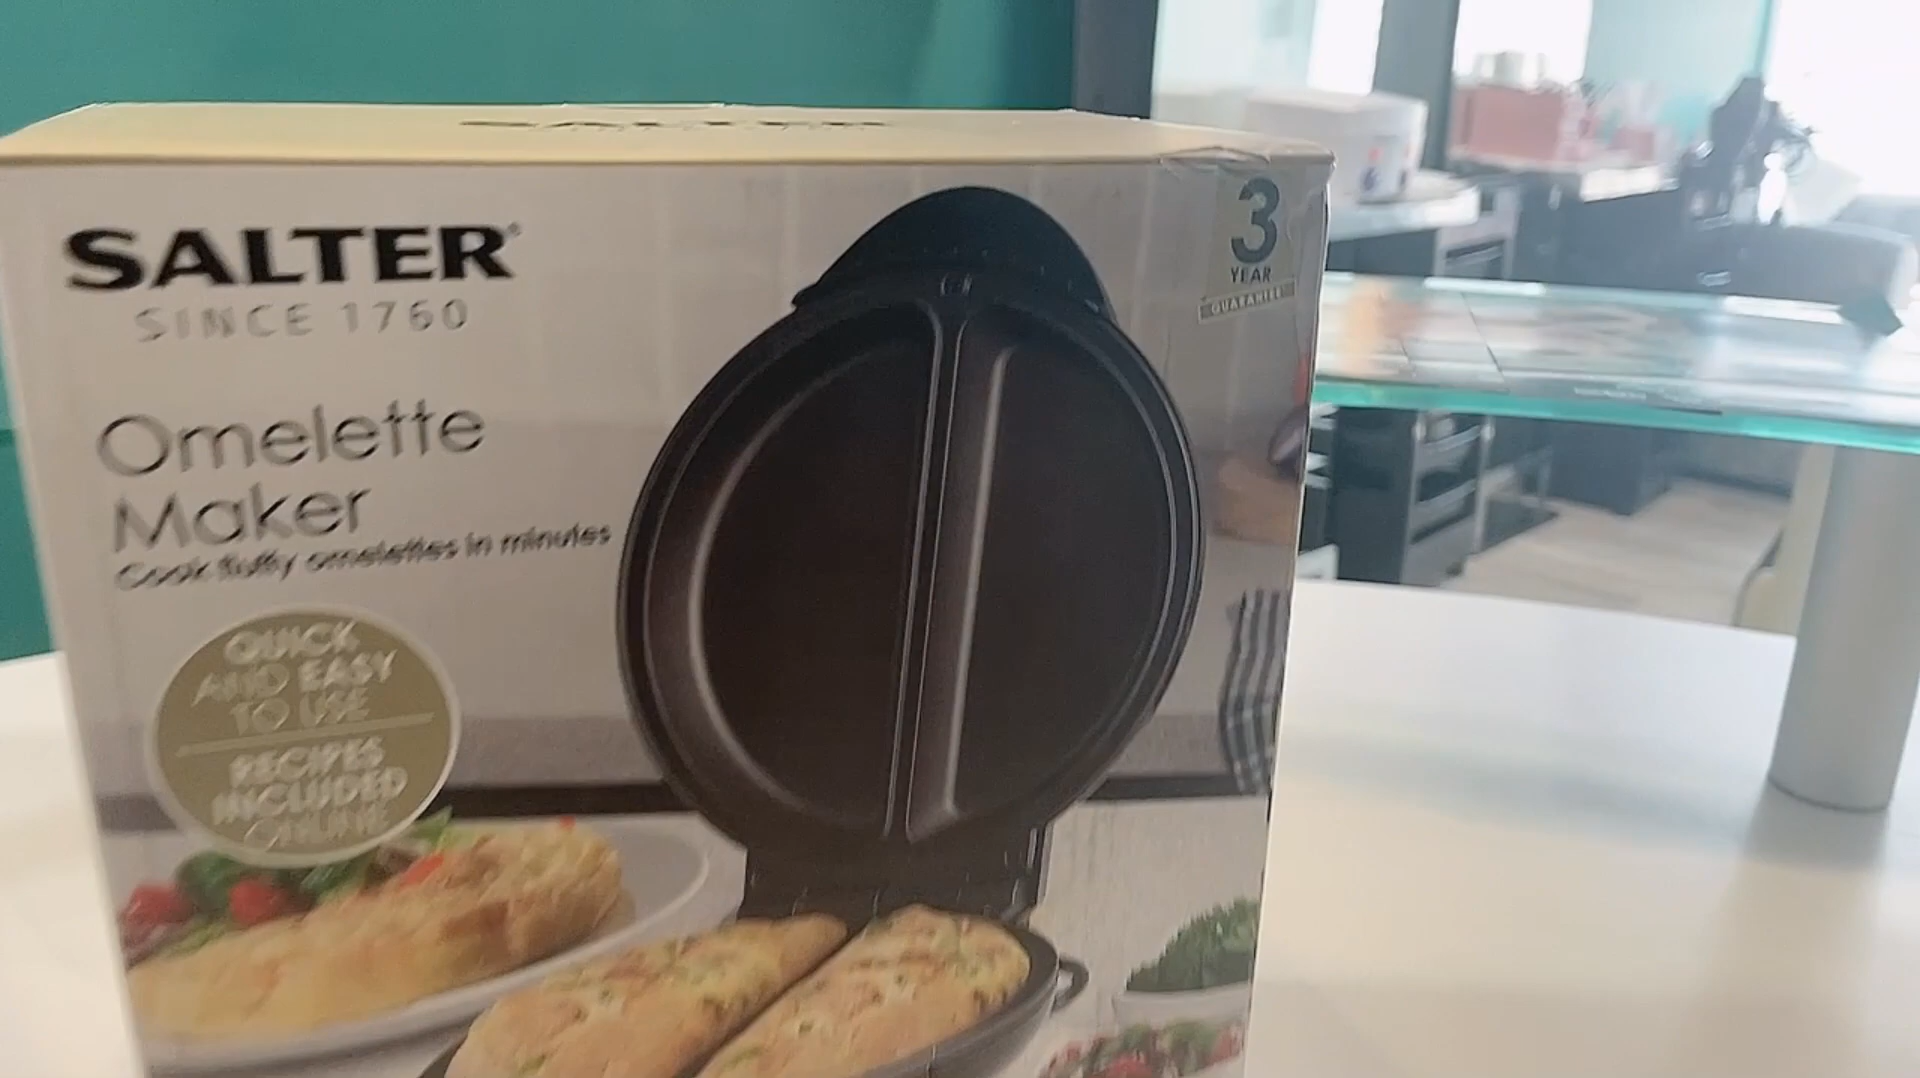 SALTER
SALTER®
SINCE 1760
Omelette
Maker
Cook fluffy omelettes in minutes
QUICK
AND EASY
TO USE
RECIPES
INCLUDED
ONLINE
3
YEAR
GUARANTEE